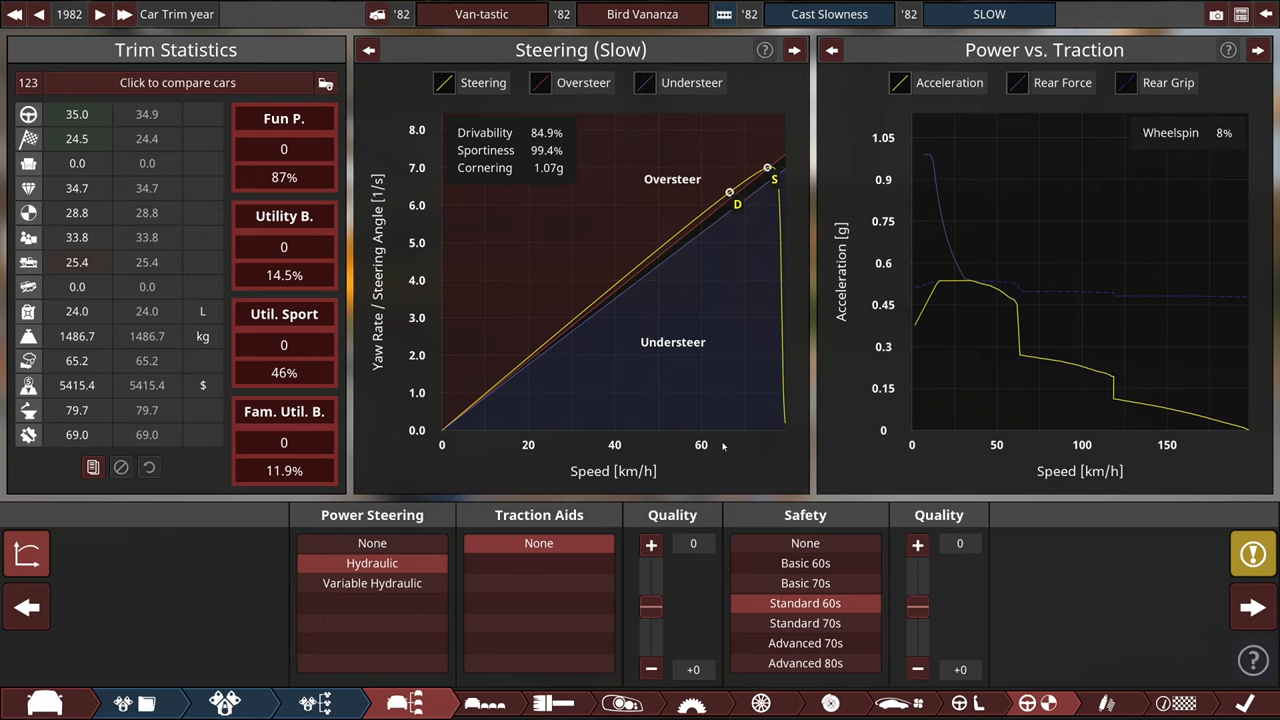 1982 Car Trim year '82 Van-tastic '82 Bird Vananza '82 Cast Slowness '82 SLOW
Trim Statistics
123 Click to compare cars
35.0 34.9
24.5 24.4
0.0 0.0
34.7 34.7
28.8 28.8
33.8 33.8
25.4 25.4
0.0 0.0
24.0 24.0 L
1486.7 1486.7 kg
65.2 65.2
5415.4 5415.4 $
79.7 79.7
69.0 69.0
Fun P.
0
87%
Utility B.
0
14.5%
Util. Sport
0
46%
Fam. Util. B.
0
11.9%
Steering (Slow) ?
Steering Oversteer Understeer
Drivability 84.9%
Sportiness 99.4%
Cornering 1.07g
Oversteer
Understeer
S
D
Yaw Rate / Steering Angle [1/s]
8.0
7.0
6.0
5.0
4.0
3.0
2.0
1.0
0.0
0 20 40 60
Speed [km/h]
Power vs. Traction ?
Acceleration Rear Force Rear Grip
Wheelspin 8%
Acceleration [g]
1.05
0.9
0.75
0.6
0.45
0.3
0.15
0
0 50 100 150
Speed [km/h]
Power Steering
None
Hydraulic
Variable Hydraulic
Traction Aids
None
Quality
+ 0
− +0
Safety
None
Basic 60s
Basic 70s
Standard 60s
Standard 70s
Advanced 70s
Advanced 80s
Quality
+ 0
− +0
!
?